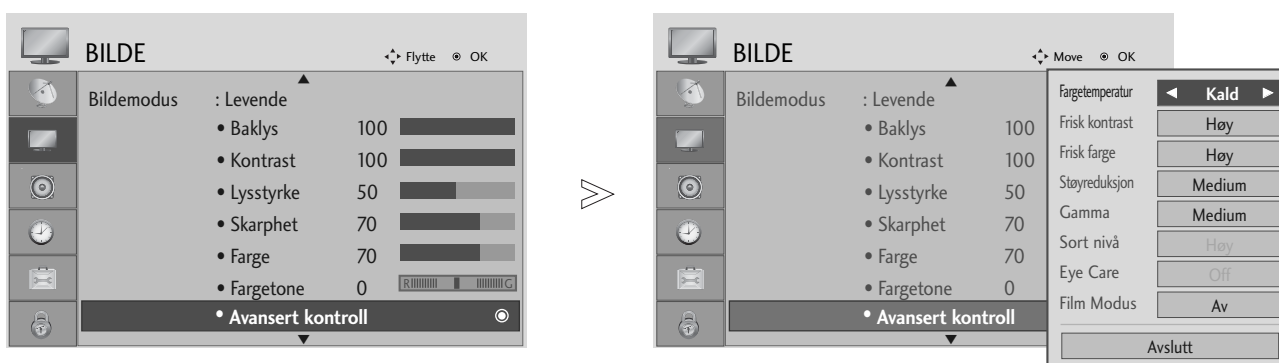 BILDE
Flytte OK
Bildemodus : Levende
• Baklys 100
• Kontrast 100
• Lysstyrke 50
• Skarphet 70
• Farge 70
• Fargetone 0 R G
• Avansert kontroll
BILDE
Move OK
Bildemodus : Levende
• Baklys 100
• Kontrast 100
• Lysstyrke 50
• Skarphet 70
• Farge 70
• Fargetone 0
• Avansert kontroll
Fargetemperatur Kald
Frisk kontrast Høy
Frisk farge Høy
Støyreduksjon Medium
Gamma Medium
Sort nivå Høy
Eye Care Off
Film Modus Av
Avslutt